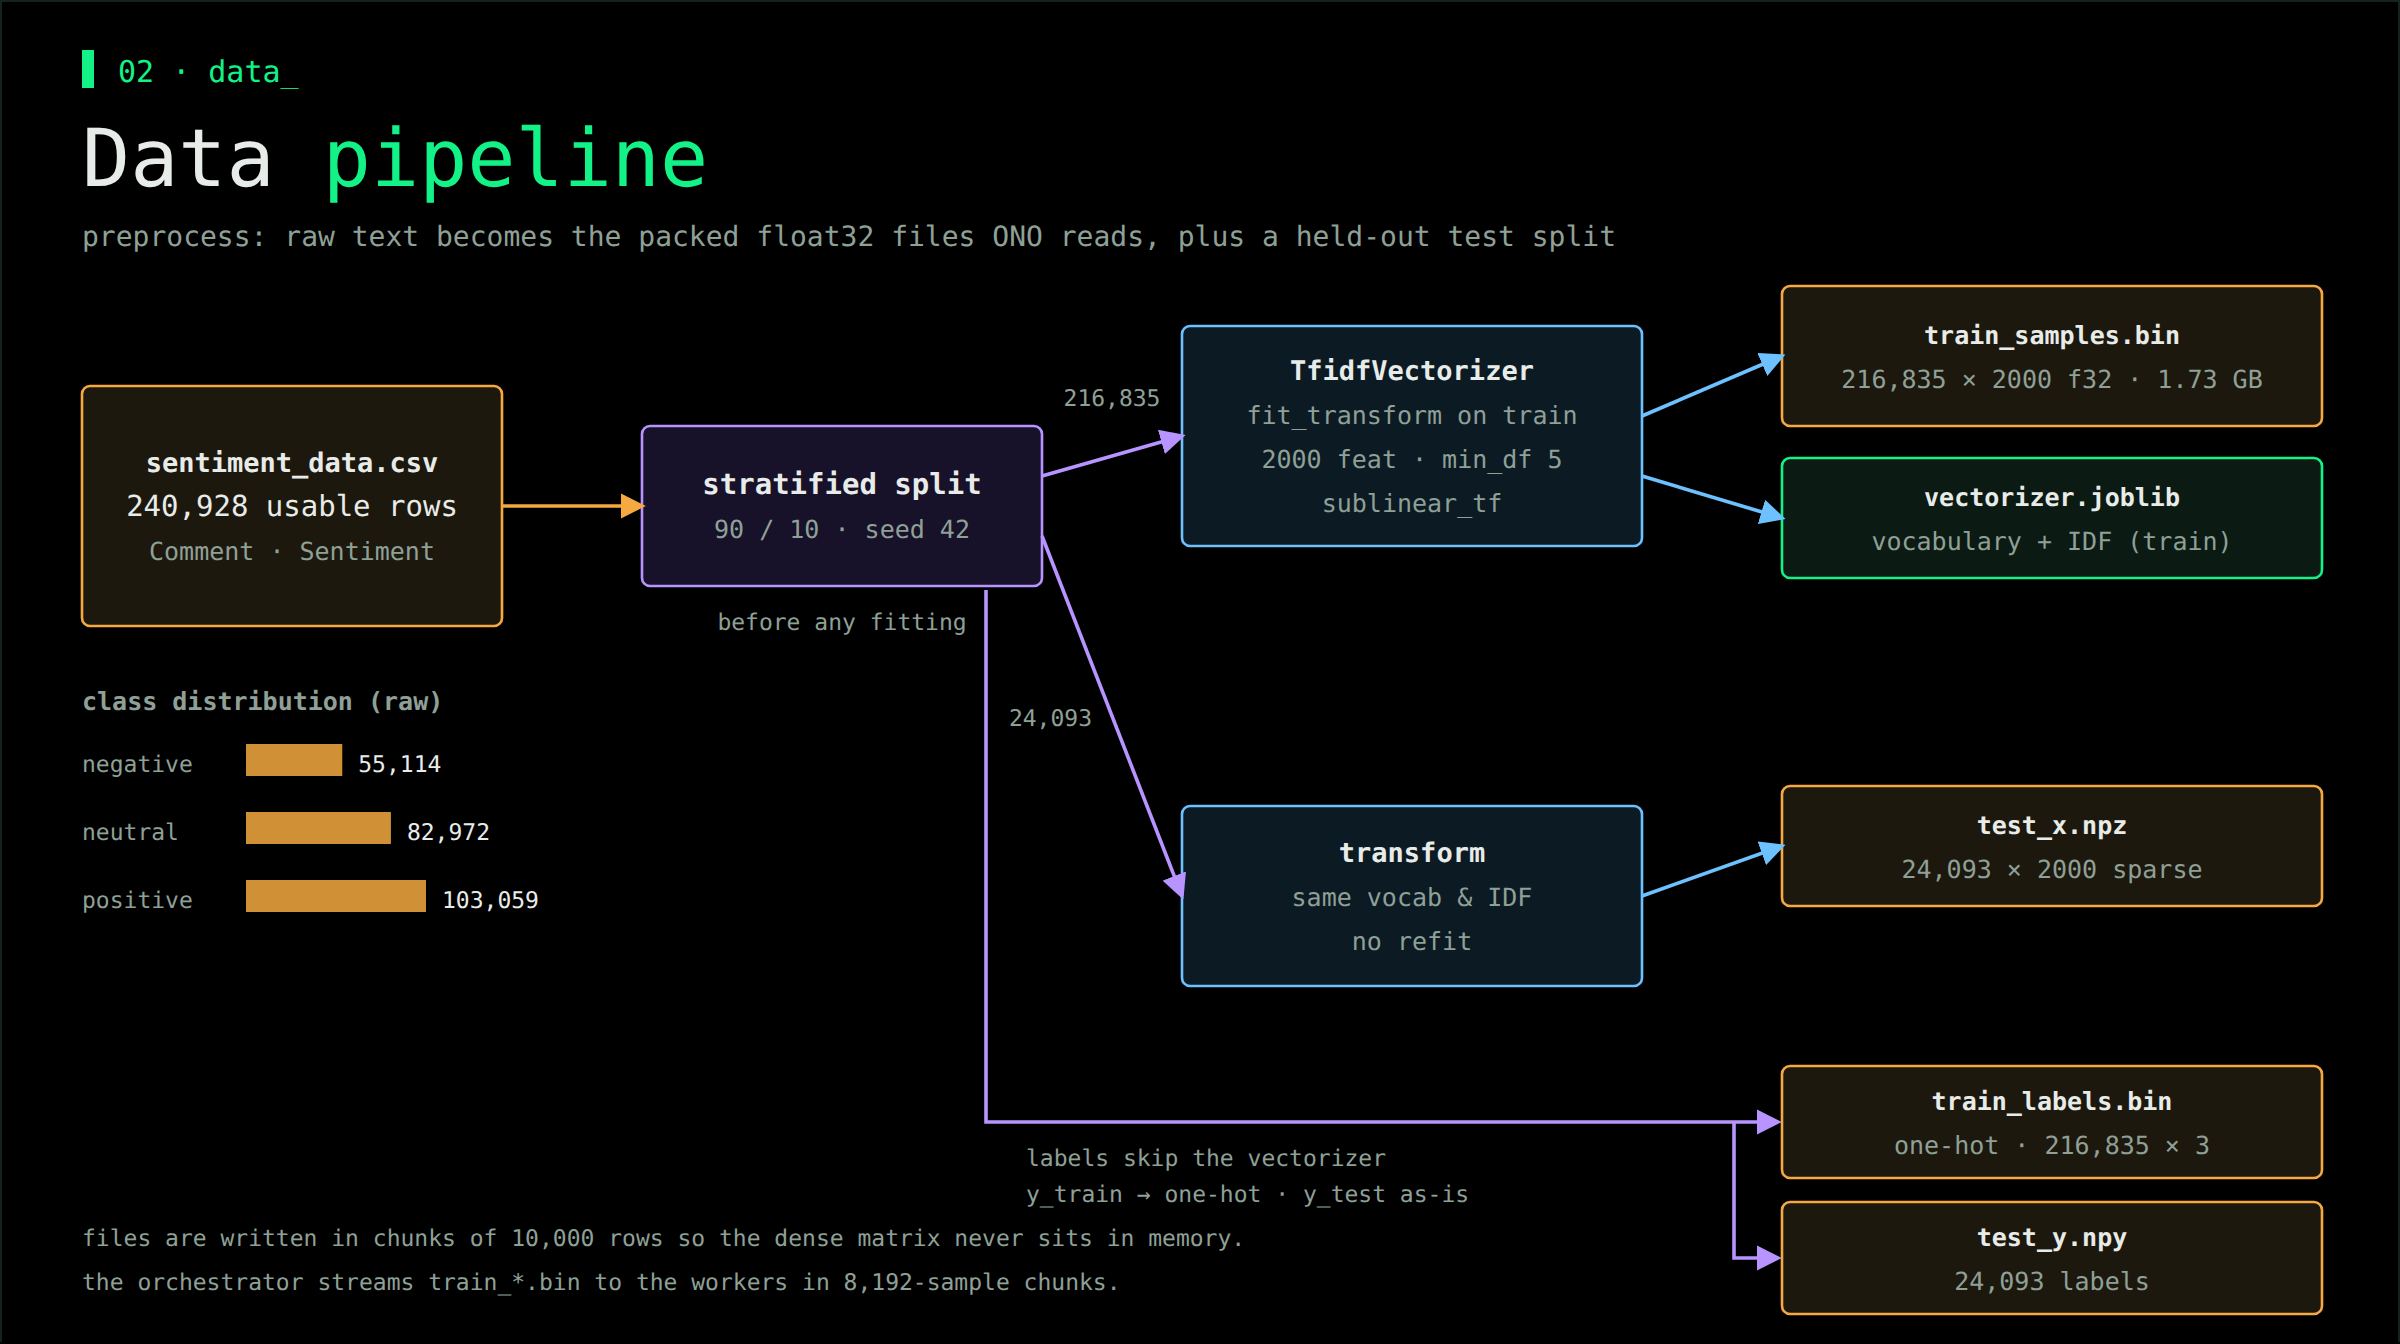 02 · data_
Data pipeline
preprocess: raw text becomes the packed float32 files ONO reads, plus a held-out test split
sentiment_data.csv
240,928 usable rows
Comment · Sentiment
stratified split
90 / 10 · seed 42
before any fitting
216,835
24,093
TfidfVectorizer
fit_transform on train
2000 feat · min_df 5
sublinear_tf
train_samples.bin
216,835 × 2000 f32 · 1.73 GB
vectorizer.joblib
vocabulary + IDF (train)
class distribution (raw)
negative 55,114
neutral 82,972
positive 103,059
transform
same vocab & IDF
no refit
test_x.npz
24,093 × 2000 sparse
train_labels.bin
one-hot · 216,835 × 3
labels skip the vectorizer
y_train → one-hot · y_test as-is
test_y.npy
24,093 labels
files are written in chunks of 10,000 rows so the dense matrix never sits in memory.
the orchestrator streams train_*.bin to the workers in 8,192-sample chunks.